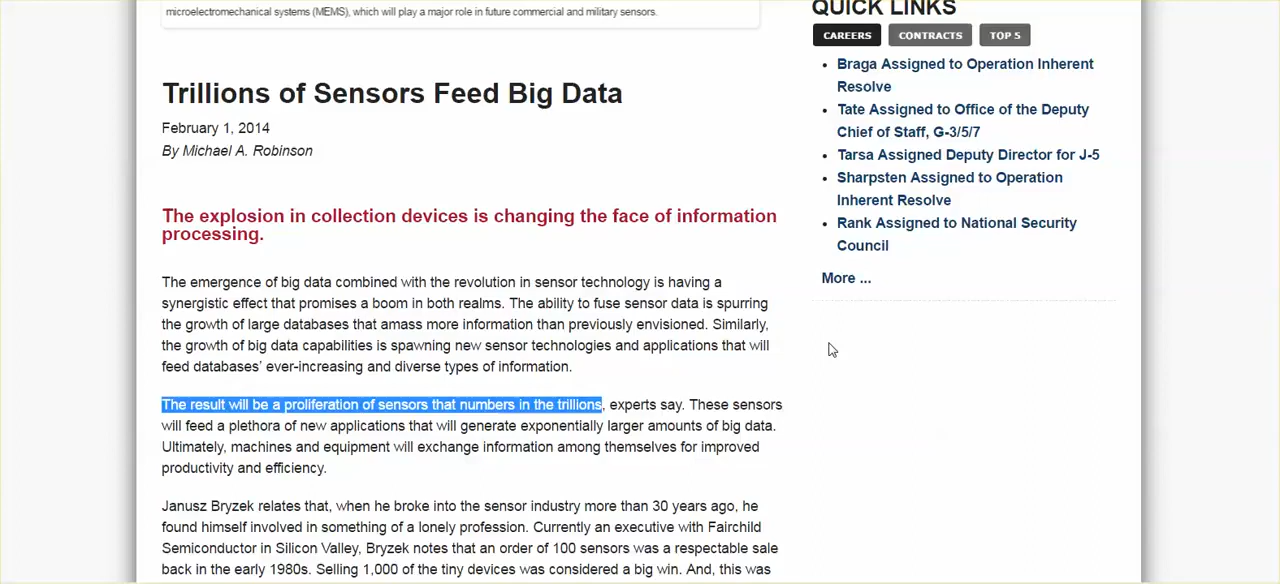 microelectromechanical systems (MEMS), which will play a major role in future commercial and military sensors.
Trillions of Sensors Feed Big Data
February 1, 2014
By Michael A. Robinson
The explosion in collection devices is changing the face of information
processing.
The emergence of big data combined with the revolution in sensor technology is having a
synergistic effect that promises a boom in both realms. The ability to fuse sensor data is spurring
the growth of large databases that amass more information than previously envisioned. Similarly,
the growth of big data capabilities is spawning new sensor technologies and applications that will
feed databases’ ever-increasing and diverse types of information.
The result will be a proliferation of sensors that numbers in the trillions, experts say. These sensors
will feed a plethora of new applications that will generate exponentially larger amounts of big data.
Ultimately, machines and equipment will exchange information among themselves for improved
productivity and efficiency.
Janusz Bryzek relates that, when he broke into the sensor industry more than 30 years ago, he
found himself involved in something of a lonely profession. Currently an executive with Fairchild
Semiconductor in Silicon Valley, Bryzek notes that an order of 100 sensors was a respectable sale
back in the early 1980s. Selling 1,000 of the tiny devices was considered a big win. And, this was
QUICK LINKS
CAREERS CONTRACTS TOP 5
Braga Assigned to Operation Inherent
Resolve
Tate Assigned to Office of the Deputy
Chief of Staff, G-3/5/7
Tarsa Assigned Deputy Director for J-5
Sharpsten Assigned to Operation
Inherent Resolve
Rank Assigned to National Security
Council
More ...